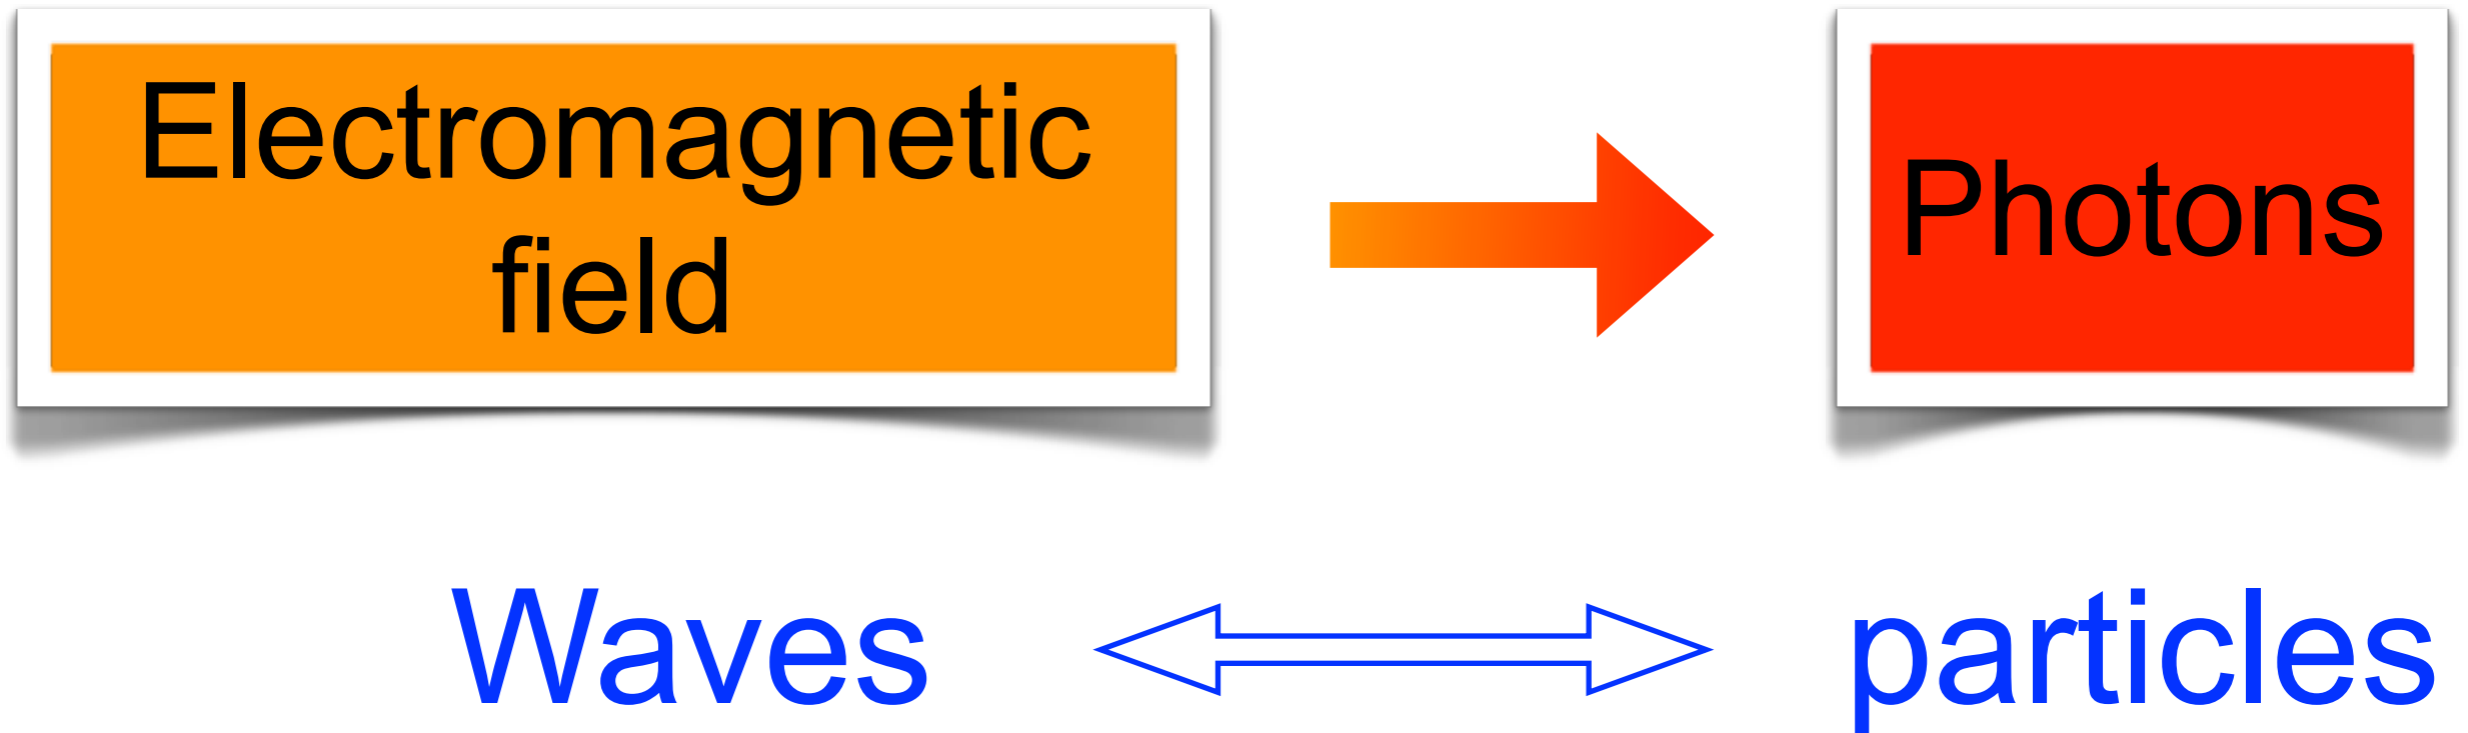 Electromagnetic
field
Photons
Waves
particles